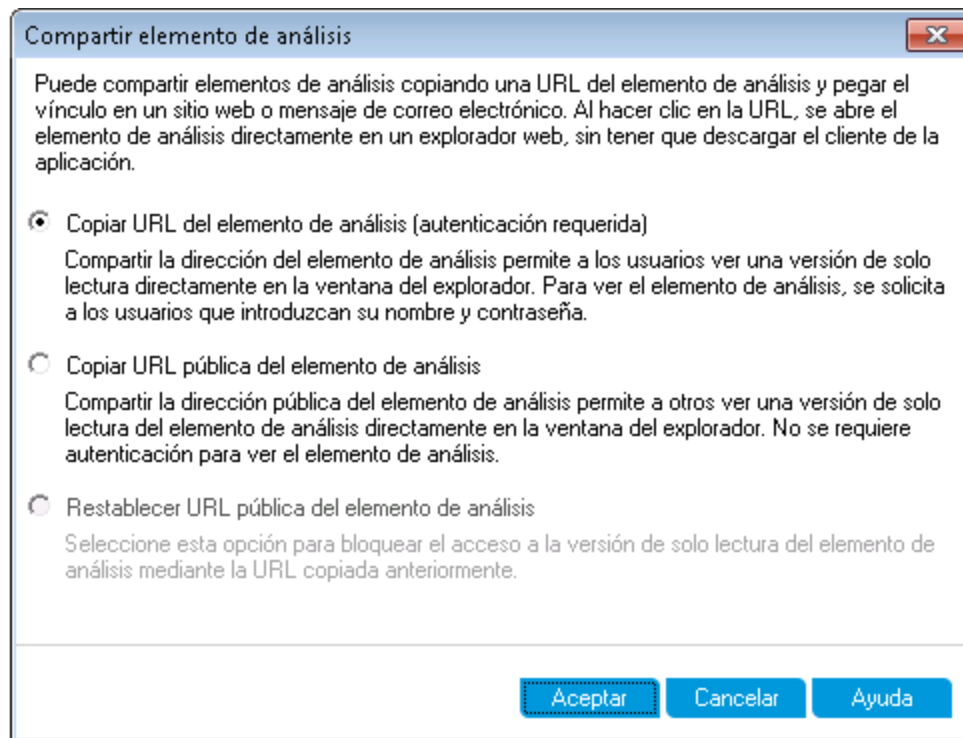 Compartir elemento de análisis
Puede compartir elementos de análisis copiando una URL del elemento de análisis y pegar el
vínculo en un sitio web o mensaje de correo electrónico. Al hacer clic en la URL, se abre el
elemento de análisis directamente en un explorador web, sin tener que descargar el cliente de la
aplicación.
Copiar URL del elemento de análisis (autenticación requerida)
Compartir la dirección del elemento de análisis permite a los usuarios ver una versión de solo
lectura directamente en la ventana del explorador. Para ver el elemento de análisis, se solicita
a los usuarios que introduzcan su nombre y contraseña.
Copiar URL pública del elemento de análisis
Compartir la dirección pública del elemento de análisis permite a otros ver una versión de solo
lectura del elemento de análisis directamente en la ventana del explorador. No se requiere
autenticación para ver el elemento de análisis.
Restablecer URL pública del elemento de análisis
Seleccione esta opción para bloquear el acceso a la versión de solo lectura del elemento de
análisis mediante la URL copiada anteriormente.
Aceptar Cancelar Ayuda